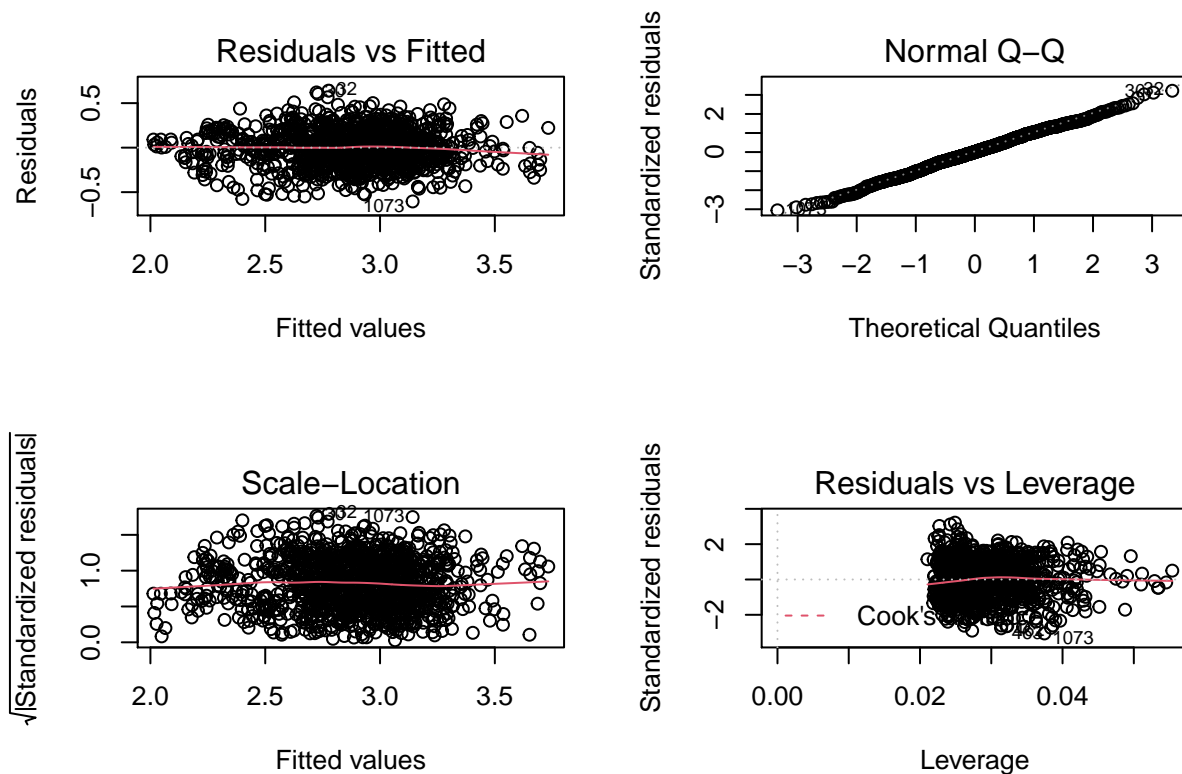 Residuals vs Fitted
Residuals
0.5
−0.5
332
1073
2.0 2.5 3.0 3.5
Fitted values
Normal Q−Q
Standardized residuals
2
0
−3
−3 −2 −1 0 1 2 3
Theoretical Quantiles
Scale−Location
√|Standardized residuals|
1.0
0.0
1073
2.0 2.5 3.0 3.5
Fitted values
Residuals vs Leverage
Standardized residuals
2
−2
Cook's
1073
0.00 0.02 0.04
Leverage